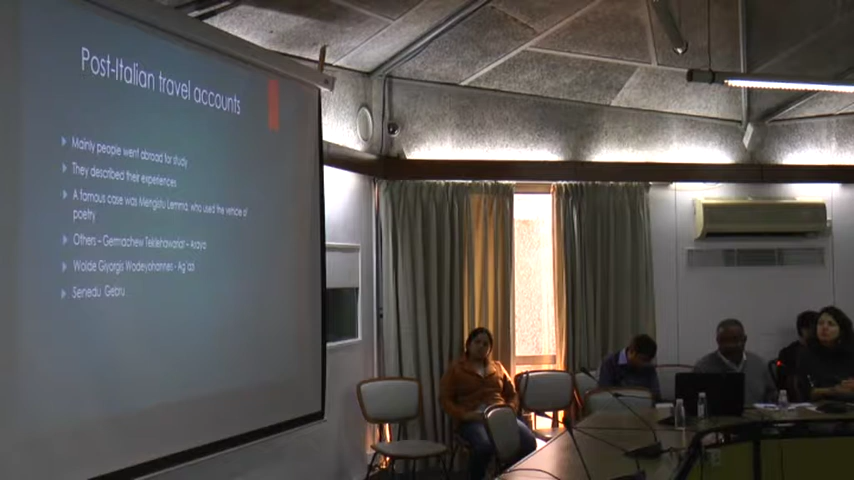 Post-Italian travel accounts
Mainly people went abroad for study
They described their experiences
A famous case was Mengistu Lemma, who used the vehicle of
poetry
Others – Germachew Teklehawariat – Araya
Wolde Giyorgis Wodeyohannes - Ag'azi
Senedu Gebru